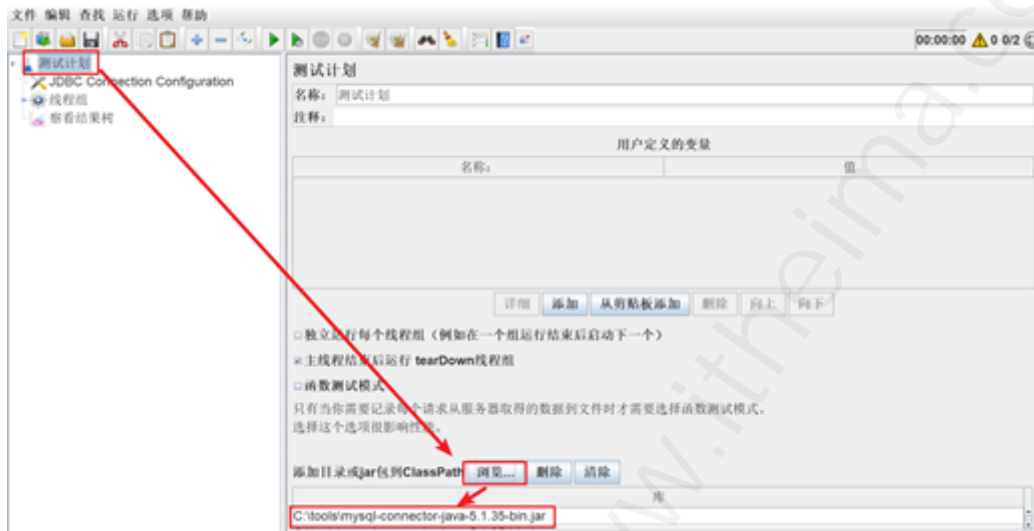 文件 编辑 查找 运行 选项 帮助
00:00:00 0 0/2
测试计划
JDBC Connection Configuration
线程组
察看结果树
测试计划
名称： 测试计划
注释：
用户定义的变量
名称： 值
详细 添加 从剪贴板添加 删除 向上 向下
独立运行每个线程组（例如在一个组运行结束后启动下一个）
主线程结束后运行 tearDown线程组
函数测试模式
只有当你需要记录每个请求从服务器取得的数据到文件时才需要选择函数测试模式。
选择这个选项很影响性能。
添加目录或jar包到ClassPath 浏览... 删除 清除
库
C:\tools\mysql-connector-java-5.1.35-bin.jar
www.itheima.co